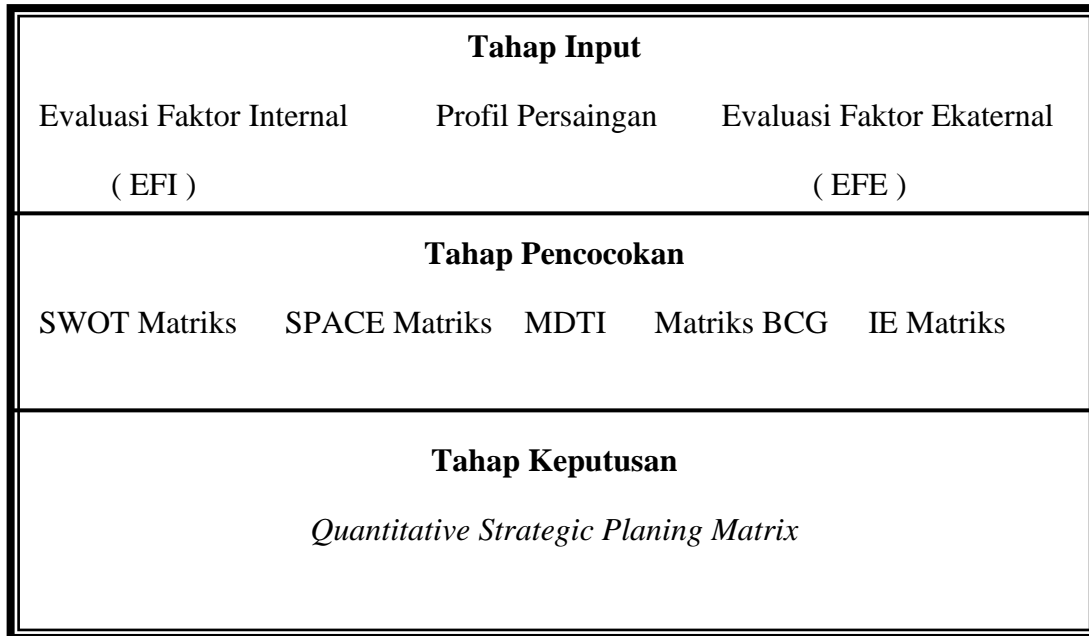 Tahap Input
Evaluasi Faktor Internal Profil Persaingan Evaluasi Faktor Ekaternal
( EFI ) ( EFE )
Tahap Pencocokan
SWOT Matriks SPACE Matriks MDTI Matriks BCG IE Matriks
Tahap Keputusan
Quantitative Strategic Planing Matrix